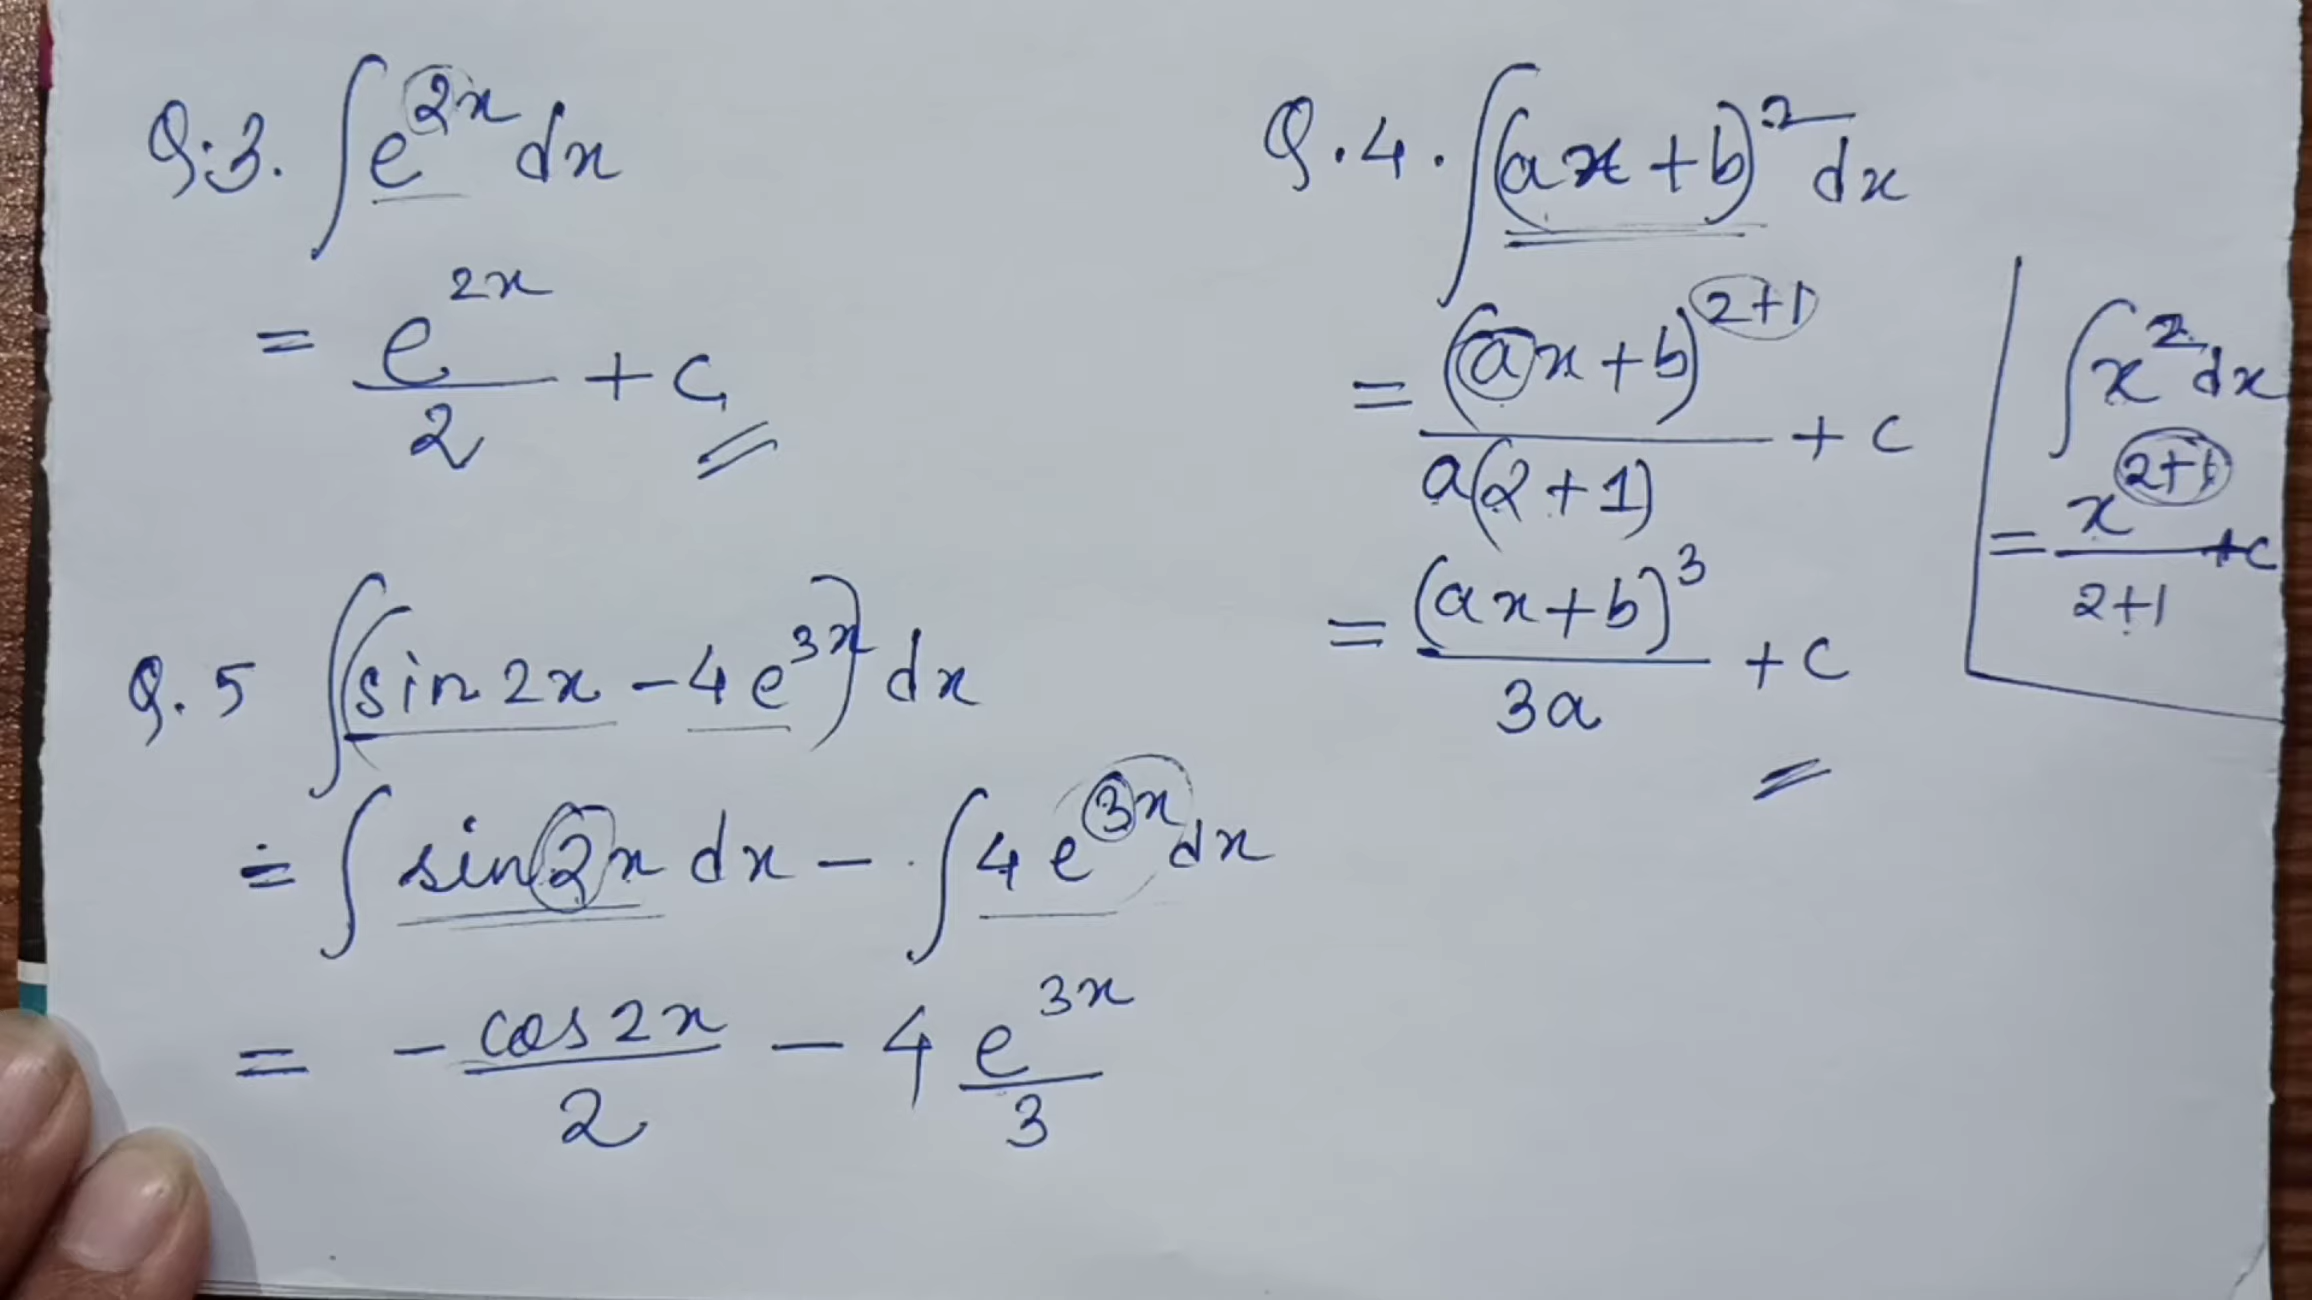 Q.3. ∫e^{2x} dx
= e^{2x}/2 + c
Q.4. ∫(ax+b)^2 dx
= (ax+b)^{2+1}/a(2+1) + c
= (ax+b)^3/3a + c
∫x^2 dx
= x^{2+1}/2+1 + c
Q.5 ∫(sin 2x - 4e^{3x}) dx
= ∫ sin 2x dx - ∫4e^{3x} dx
= - cos 2x/2 - 4 e^{3x}/3